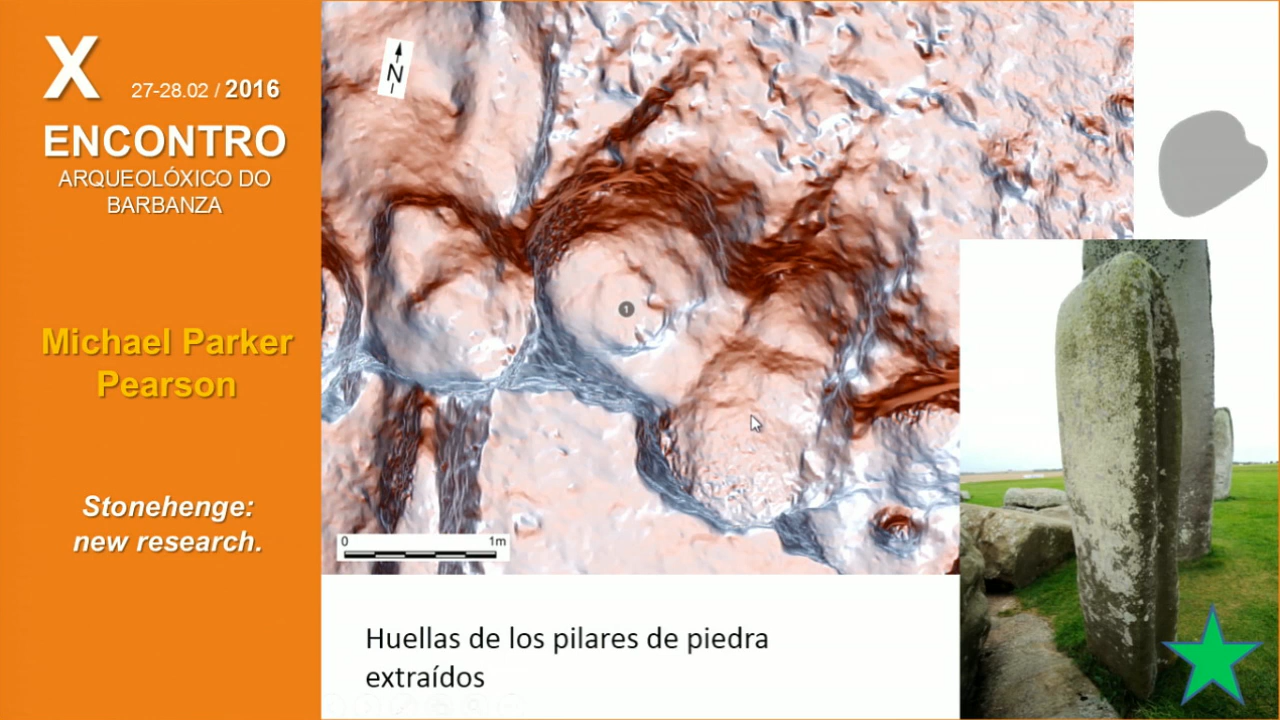 X
27-28.02 / 2016
ENCONTRO
ARQUEOLÓXICO DO
BARBANZA
Michael Parker
Pearson
Stonehenge:
new research.
N
1
0 1m
Huellas de los pilares de piedra
extraídos